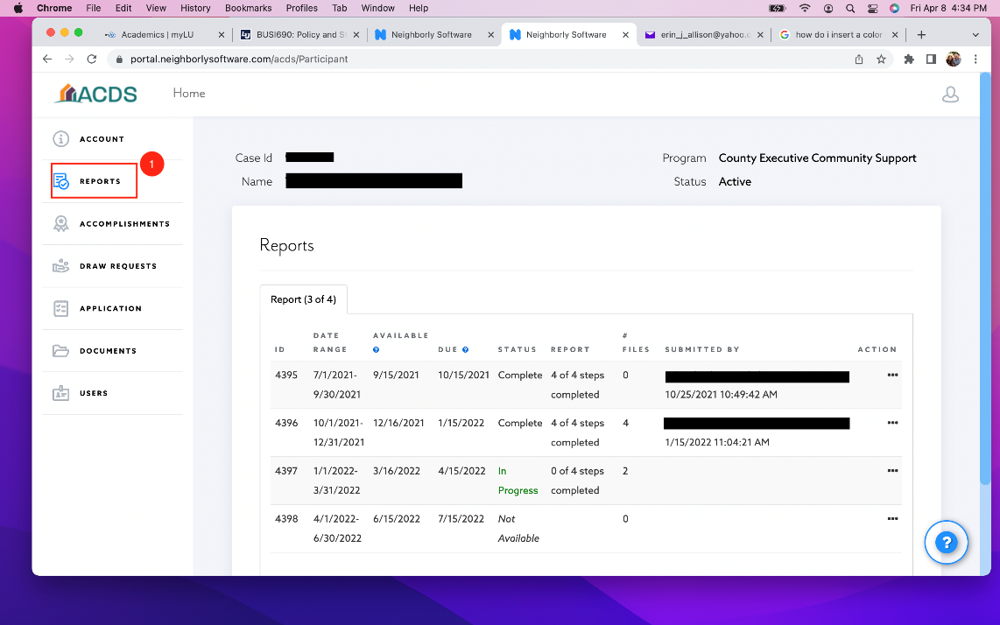 Chrome File Edit View History Bookmarks Profiles Tab Window Help Fri Apr 8 4:34 PM
Academics | myLU BUSI690: Policy and S Neighborly Software Neighborly Software erin_j_allison@yahoo.c how do i insert a color
portal.neighborlysoftware.com/acds/Participant
ACDS Home
ACCOUNT
1
REPORTS
ACCOMPLISHMENTS
DRAW REQUESTS
APPLICATION
DOCUMENTS
USERS
Case Id Program County Executive Community Support
Name Status Active
Reports
Report (3 of 4)
ID DATE RANGE AVAILABLE ? DUE ? STATUS REPORT # FILES SUBMITTED BY ACTION
4395 7/1/2021- 9/15/2021 10/15/2021 Complete 4 of 4 steps 0 •••
9/30/2021 completed 10/25/2021 10:49:42 AM
4396 10/1/2021- 12/16/2021 1/15/2022 Complete 4 of 4 steps 4 •••
12/31/2021 completed 1/15/2022 11:04:21 AM
4397 1/1/2022- 3/16/2022 4/15/2022 In 0 of 4 steps 2 •••
3/31/2022 Progress completed
4398 4/1/2022- 6/15/2022 7/15/2022 Not 0 •••
6/30/2022 Available
?